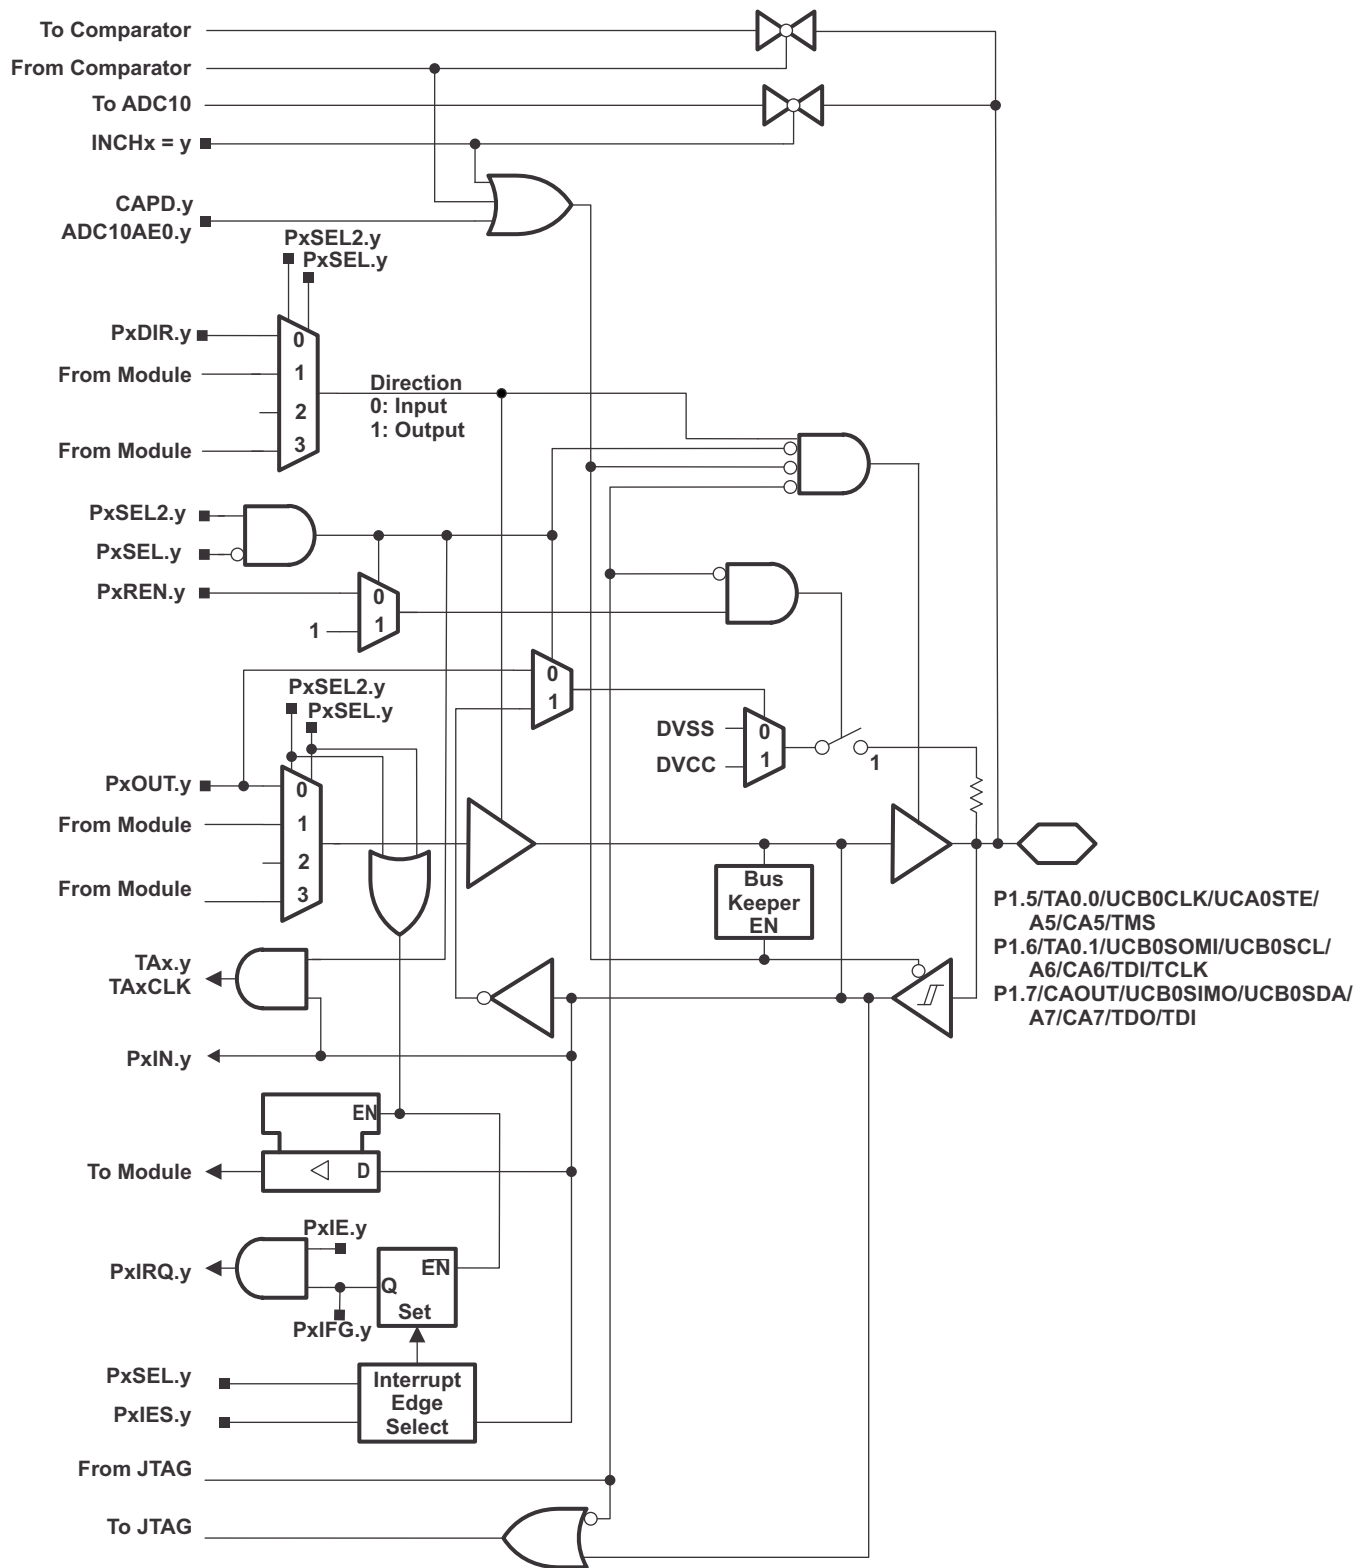 To Comparator
From Comparator
To ADC10
INCHx = y
CAPD.y
ADC10AE0.y
PxSEL2.y
PxSEL.y
PxDIR.y
0
From Module
1
2
From Module
3
Direction
0: Input
1: Output
PxSEL2.y
PxSEL.y
PxREN.y
0
1
1
0
1
PxSEL2.y
PxSEL.y
DVSS
0
DVCC
1
1
PxOUT.y
0
From Module
1
2
From Module
3
Bus
Keeper
EN
P1.5/TA0.0/UCB0CLK/UCA0STE/
A5/CA5/TMS
P1.6/TA0.1/UCB0SOMI/UCB0SCL/
A6/CA6/TDI/TCLK
P1.7/CAOUT/UCB0SIMO/UCB0SDA/
A7/CA7/TDO/TDI
TAx.y
TAxCLK
PxIN.y
EN
To Module
D
PxIE.y
PxIRQ.y
EN
Q
Set
PxIFG.y
PxSEL.y
PxIES.y
Interrupt
Edge
Select
From JTAG
To JTAG